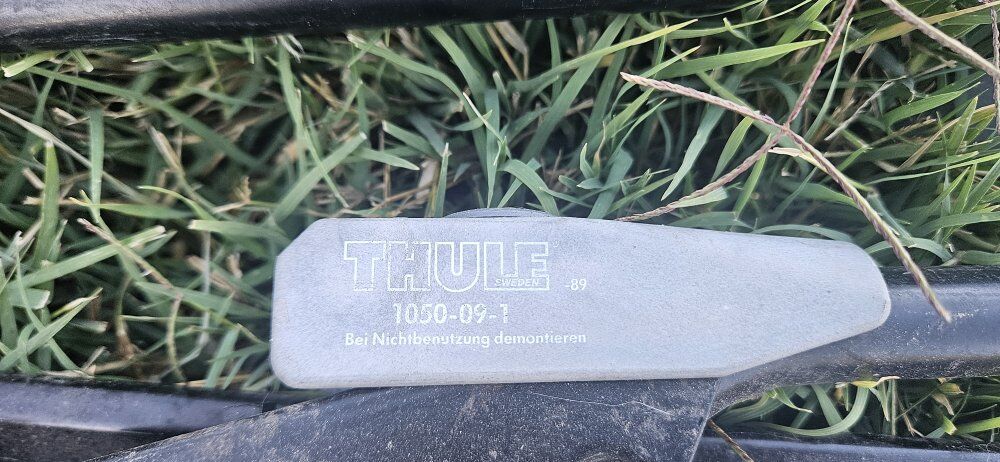 THULE
SWEDEN -89
1050-09-1
Bei Nichtbenutzung demontieren